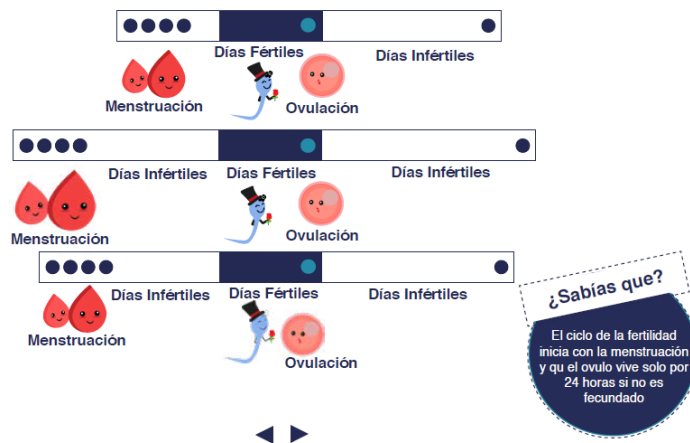 Días Fértiles
Días Infértiles
Menstruación
Ovulación
Días Infértiles
Días Fértiles
Días Infértiles
Menstruación
Ovulación
Días Infértiles
Días Fértiles
Días Infértiles
Menstruación
Ovulación
¿Sabías que?
El ciclo de la fertilidad
inicia con la menstruación
y qu el ovulo vive solo por
24 horas si no es
fecundado